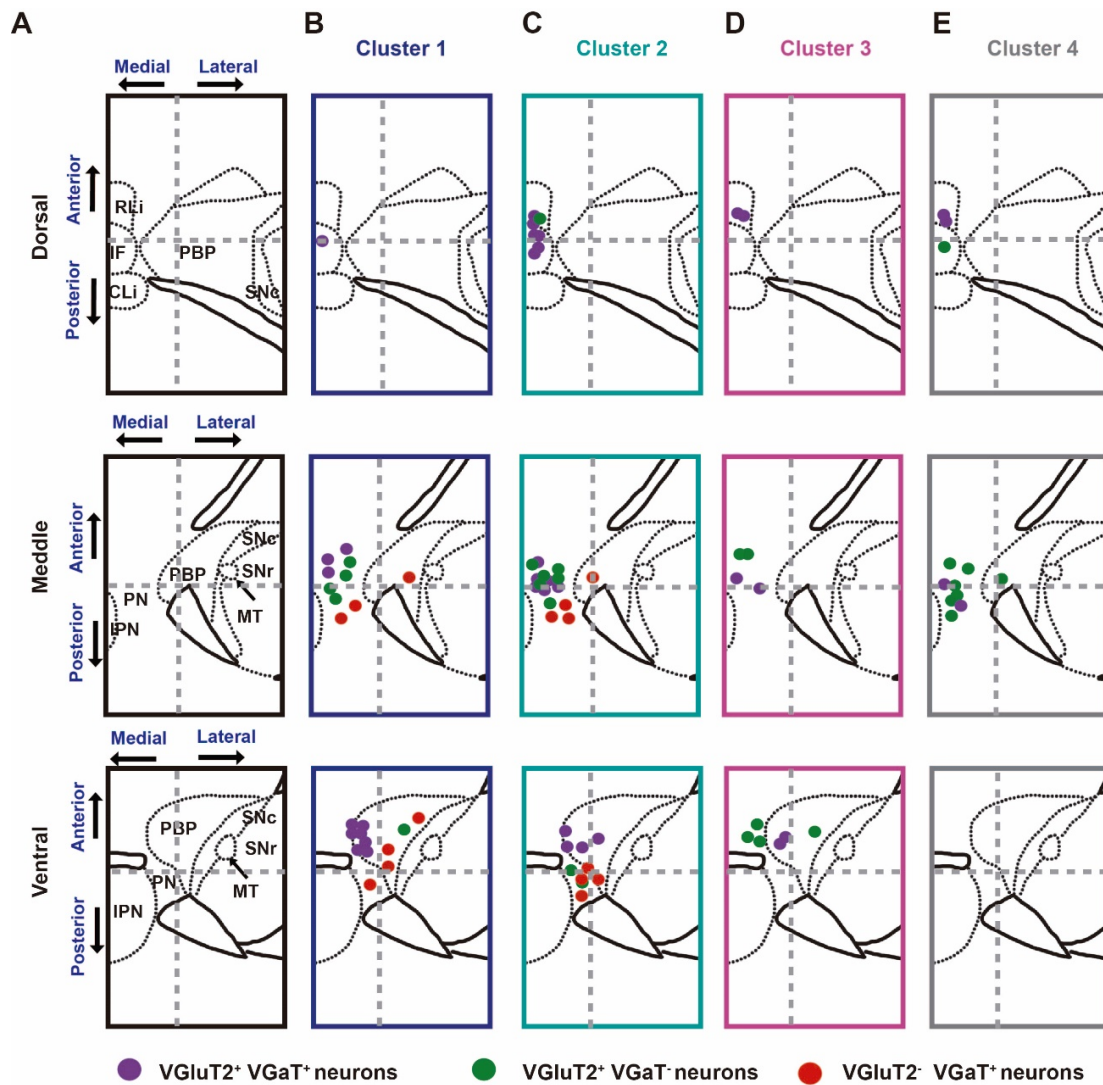 A
B
C
D
E
Cluster 1
Cluster 2
Cluster 3
Cluster 4
Medial
Lateral
Dorsal
Anterior
Posterior
RLi
IF
PBP
CLi
SNc
Medial
Lateral
Meddle
Anterior
Posterior
SNc
PBP
SNr
PN
MT
IPN
Medial
Lateral
Ventral
Anterior
Posterior
SNc
PBP
SNr
PN
MT
IPN
VGluT2⁺ VGaT⁺ neurons
VGluT2⁺ VGaT⁻ neurons
VGluT2⁻ VGaT⁺ neurons